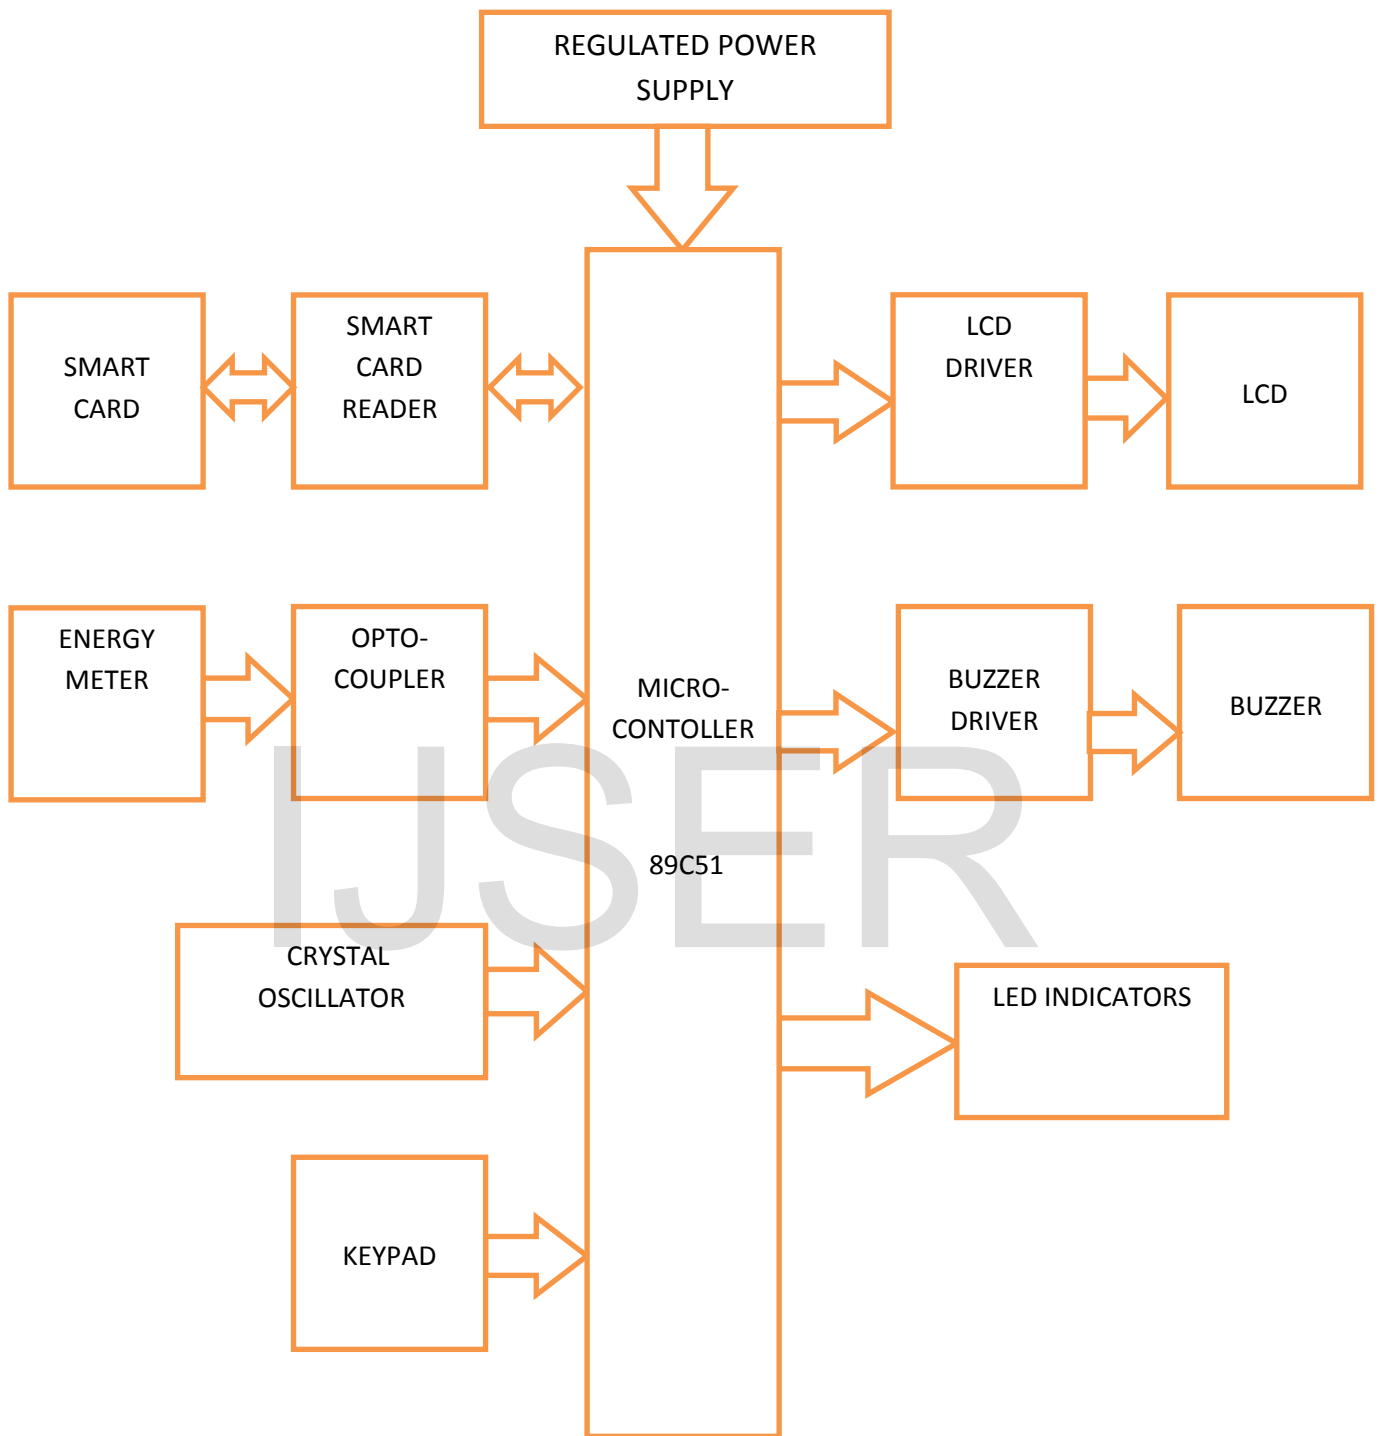 REGULATED POWER
SUPPLY
SMART
CARD
SMART
CARD
READER
LCD
DRIVER
LCD
ENERGY
METER
OPTO-
COUPLER
MICRO-
CONTOLLER
89C51
BUZZER
DRIVER
BUZZER
IJSER
CRYSTAL
OSCILLATOR
LED INDICATORS
KEYPAD